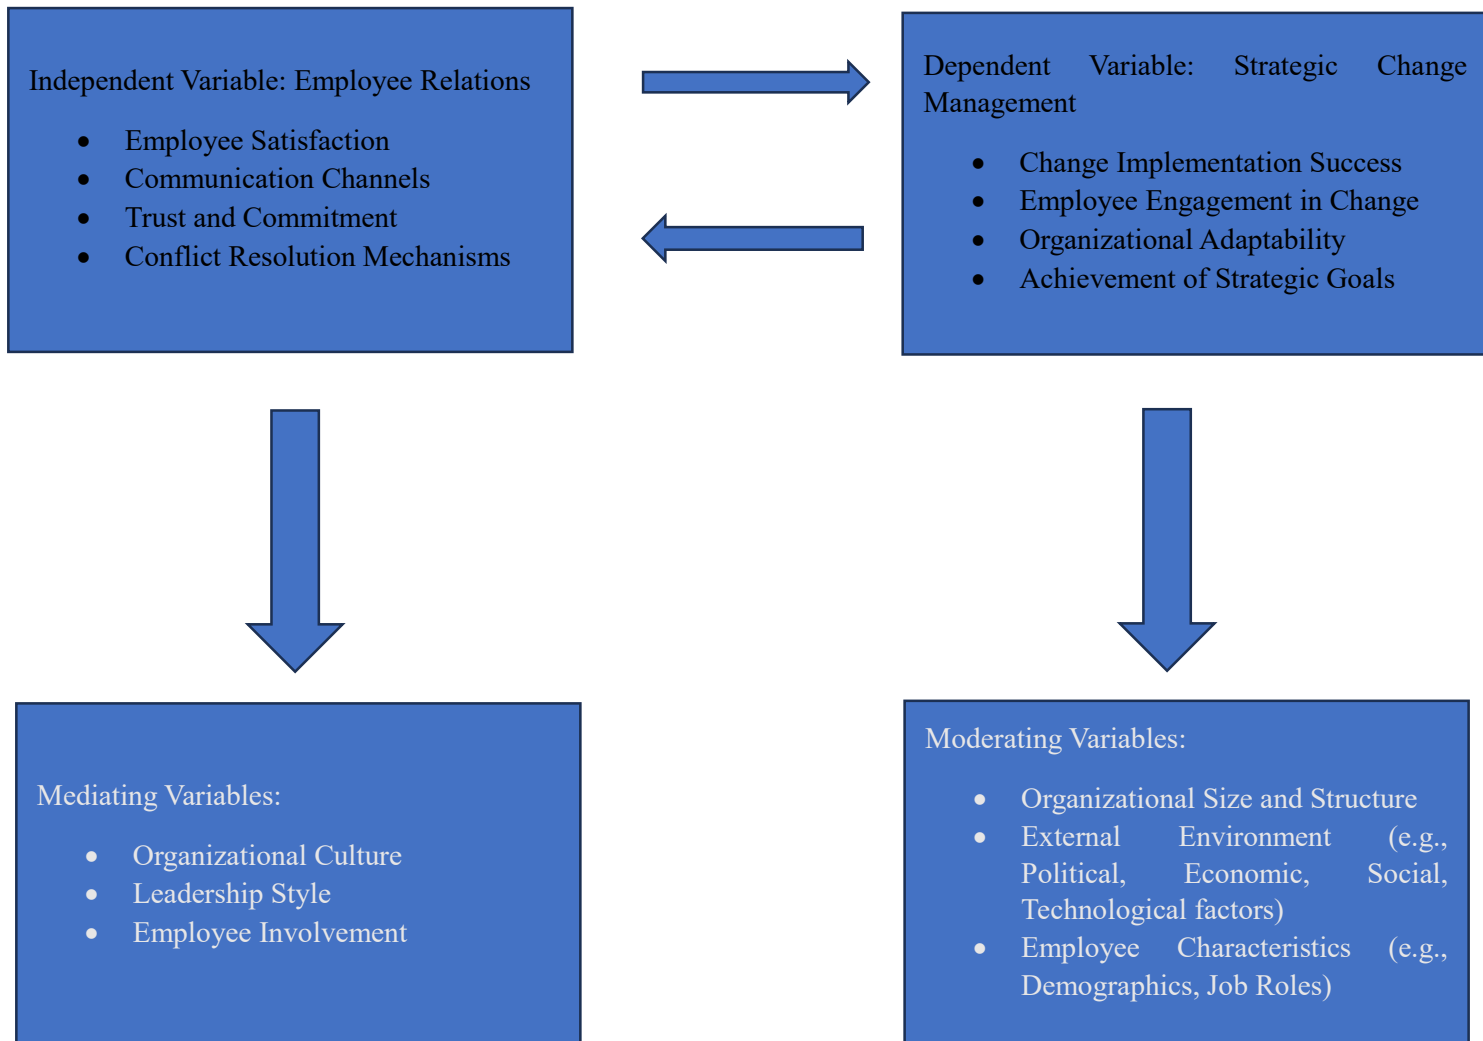 Independent Variable: Employee Relations
• Employee Satisfaction
• Communication Channels
• Trust and Commitment
• Conflict Resolution Mechanisms
Dependent Variable: Strategic Change
Management
• Change Implementation Success
• Employee Engagement in Change
• Organizational Adaptability
• Achievement of Strategic Goals
Mediating Variables:
• Organizational Culture
• Leadership Style
• Employee Involvement
Moderating Variables:
• Organizational Size and Structure
• External Environment (e.g.,
Political, Economic, Social,
Technological factors)
• Employee Characteristics (e.g.,
Demographics, Job Roles)